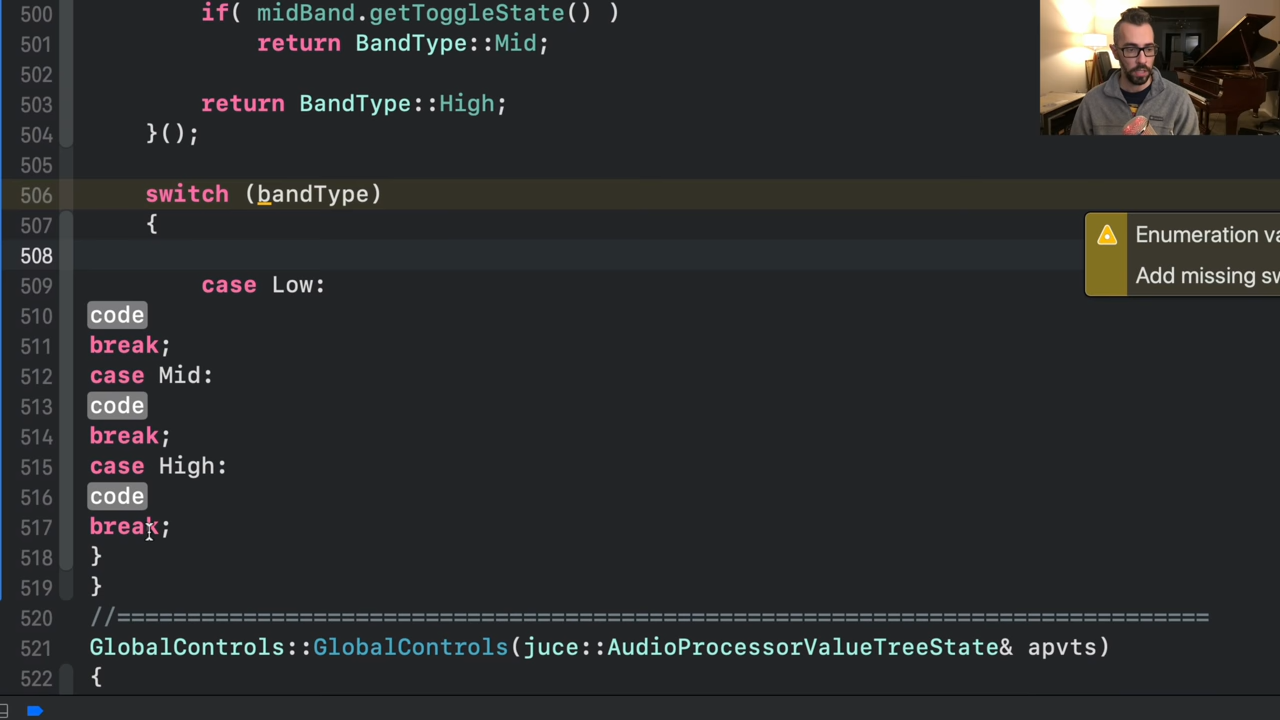 500 if( midBand.getToggleState() )
501 return BandType::Mid;
502
503 return BandType::High;
504 }();
505
506 switch (bandType)
507 {
Enumeration va
508
Add missing sw
509 case Low:
510 code
511 break;
512 case Mid:
513 code
514 break;
515 case High:
516 code
517 break;
518 }
519 }
520 //==============================================================================
521 GlobalControls::GlobalControls(juce::AudioProcessorValueTreeState& apvts)
522 {